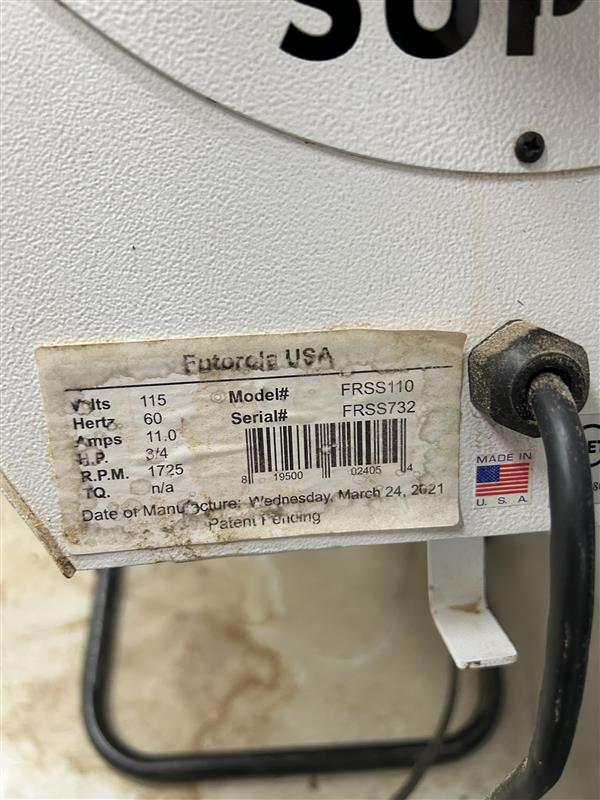 SUP
Futorola USA
Volts 115 Model# FRSS110
Hertz 60 Serial# FRSS732
Amps 11.0
H.P. 3/4
R.P.M. 1725
TQ. n/a
8 19500 02405 4
Date of Manufacture: Wednesday, March 24, 2021
Patent Pending
MADE IN
U. S. A.